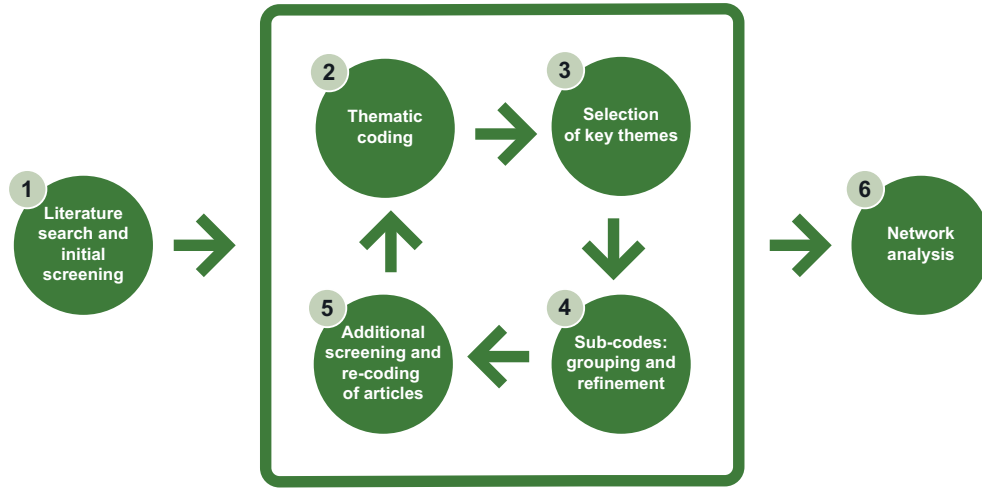 1
Literature
search and
initial
screening
2
Thematic
coding
3
Selection
of key themes
4
Sub-codes:
grouping and
refinement
5
Additional
screening and
re-coding
of articles
6
Network
analysis